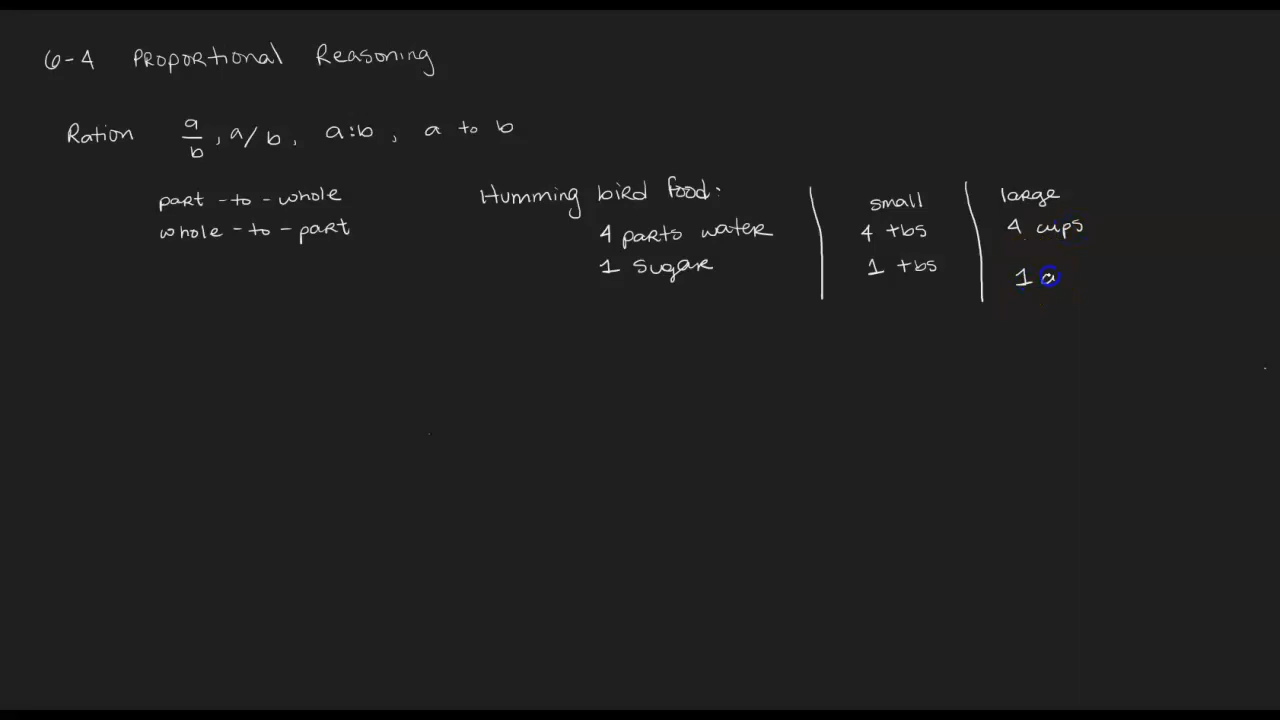 6-4 Proportional Reasoning
Ration a/b, a/b, a:b, a to b
part-to-whole
whole-to-part
Humming bird food:
4 parts water
1 sugar
small
4 tbs
1 tbs
large
4 cups
1